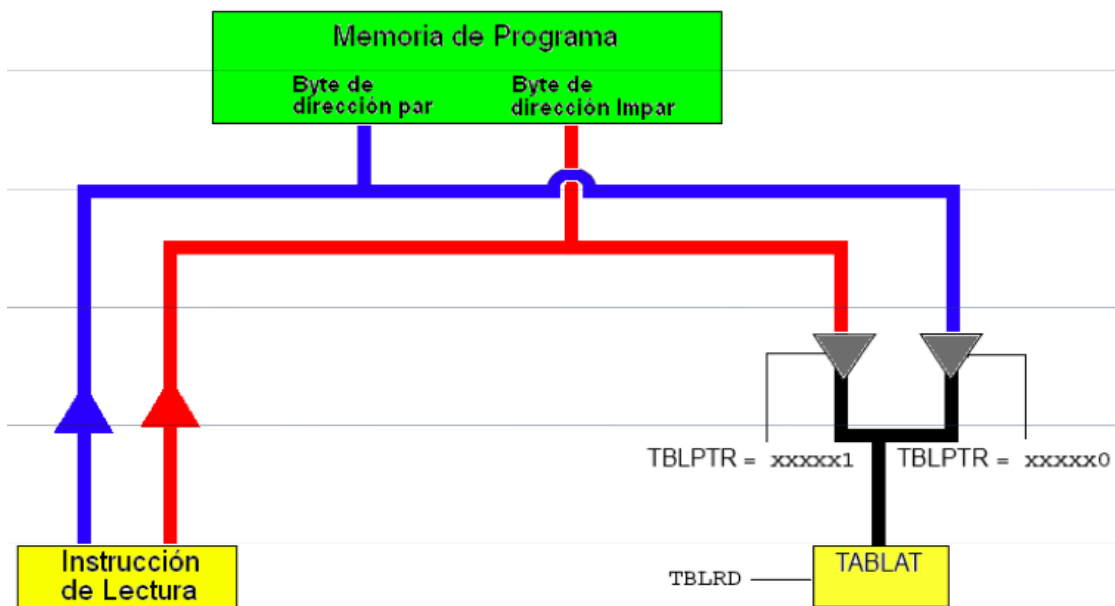 Memoria de Programa
Byte de
dirección par
Byte de
dirección Impar
TBLPTR = xxxxx1
TBLPTR = xxxxx0
Instrucción
de Lectura
TBLRD
TABLAT